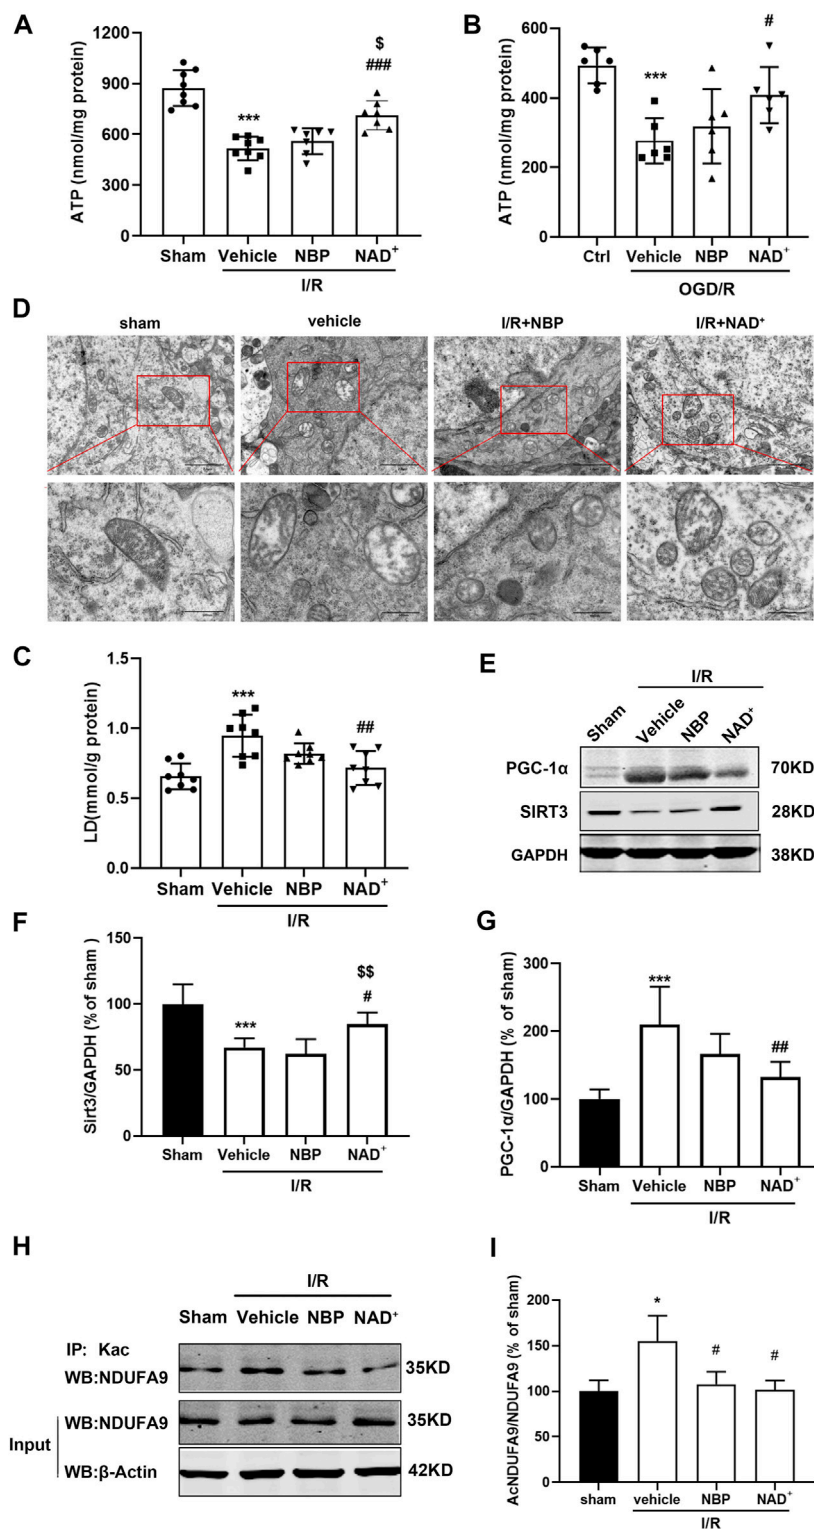 A
ATP (nmol/mg protein)
1200
900
600
300
0
***
$
###
Sham Vehicle NBP NAD+
I/R
B
ATP (nmol/mg protein)
600
400
200
0
***
#
Ctrl Vehicle NBP NAD+
OGD/R
D
sham vehicle I/R+NBP I/R+NAD+
C
LD(mmol/g protein)
1.5
1.0
0.5
0.0
***
##
Sham Vehicle NBP NAD+
I/R
E
I/R
Sham Vehicle NBP NAD+
PGC-1α 70KD
SIRT3 28KD
GAPDH 38KD
F
Sirt3/GAPDH (% of sham )
150
100
50
0
***
$$
#
Sham Vehicle NBP NAD+
I/R
G
PGC-1α/GAPDH (% of sham)
300
200
100
0
***
##
Sham Vehicle NBP NAD+
I/R
H
I/R
Sham Vehicle NBP NAD+
IP: Kac
WB:NDUFA9 35KD
Input
WB:NDUFA9 35KD
WB:β-Actin 42KD
I
AcNDUFA9/NDUFA9 (% of sham)
200
150
100
50
0
*
#
#
sham vehicle NBP NAD+
I/R